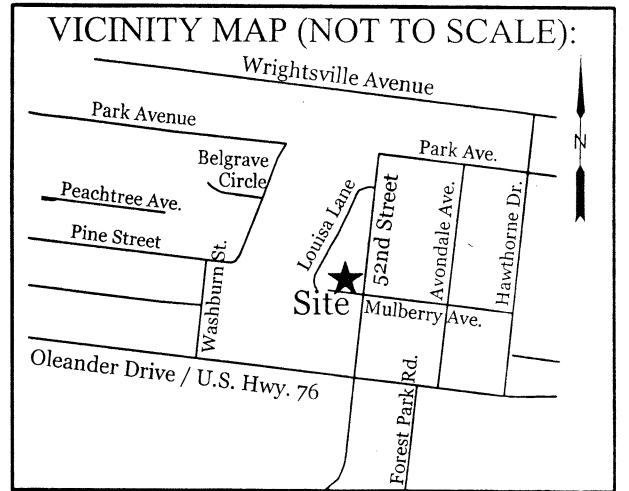 VICINITY MAP (NOT TO SCALE):
Wrightsville Avenue
Park Avenue
N
Park Ave.
Belgrave
Circle
Peachtree Ave.
Louisa Lane
52nd Street
Avondale Ave.
Hawthorne Dr.
Pine Street
Washburn St.
Site
Mulberry Ave.
Oleander Drive / U.S. Hwy. 76
Forest Park Rd.